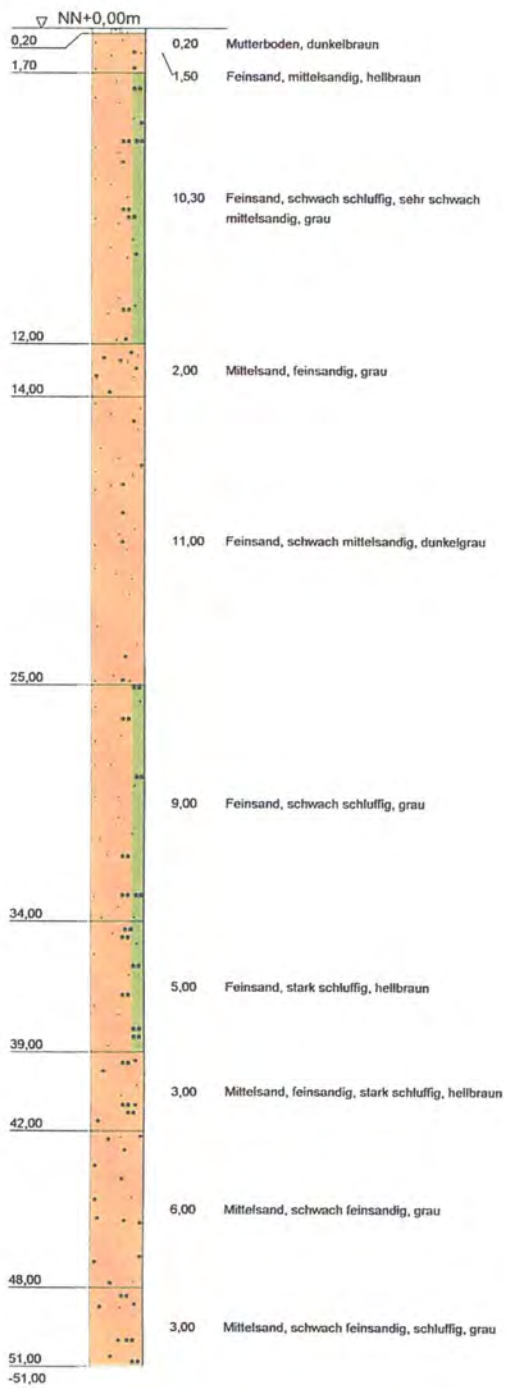 ▽ NN+0,00m
0,20
0,20 Mutterboden, dunkelbraun
1,70
1,50 Feinsand, mittelsandig, hellbraun
10,30 Feinsand, schwach schluffig, sehr schwach
mittelsandig, grau
12,00
2,00 Mittelsand, feinsandig, grau
14,00
11,00 Feinsand, schwach mittelsandig, dunkelgrau
25,00
9,00 Feinsand, schwach schluffig, grau
34,00
5,00 Feinsand, stark schluffig, hellbraun
39,00
3,00 Mittelsand, feinsandig, stark schluffig, hellbraun
42,00
6,00 Mittelsand, schwach feinsandig, grau
48,00
3,00 Mittelsand, schwach feinsandig, schluffig, grau
51,00
-51,00